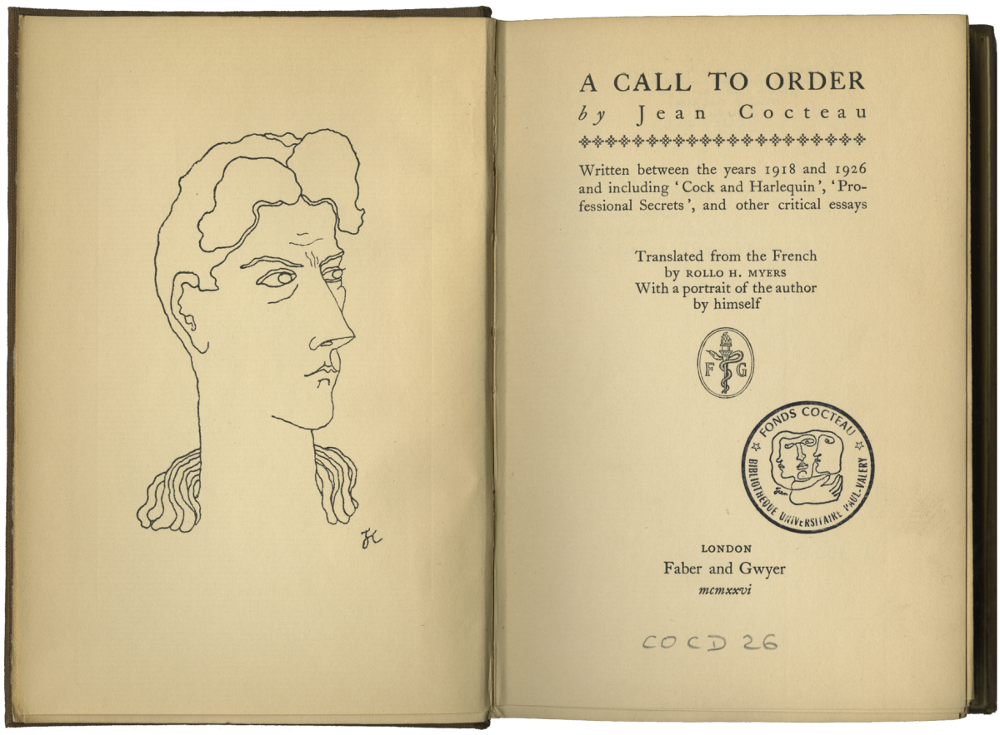 JC
A CALL TO ORDER
by Jean Cocteau
Written between the years 1918 and 1926
and including ‘Cock and Harlequin’, ‘Pro-
fessional Secrets’, and other critical essays
Translated from the French
by ROLLO H. MYERS
With a portrait of the author
by himself
F G
FONDS COCTEAU
BIBLIOTHEQUE UNIVERSITAIRE PAUL-VALERY
Jean
LONDON
Faber and Gwyer
mcmxxvi
COCD 26